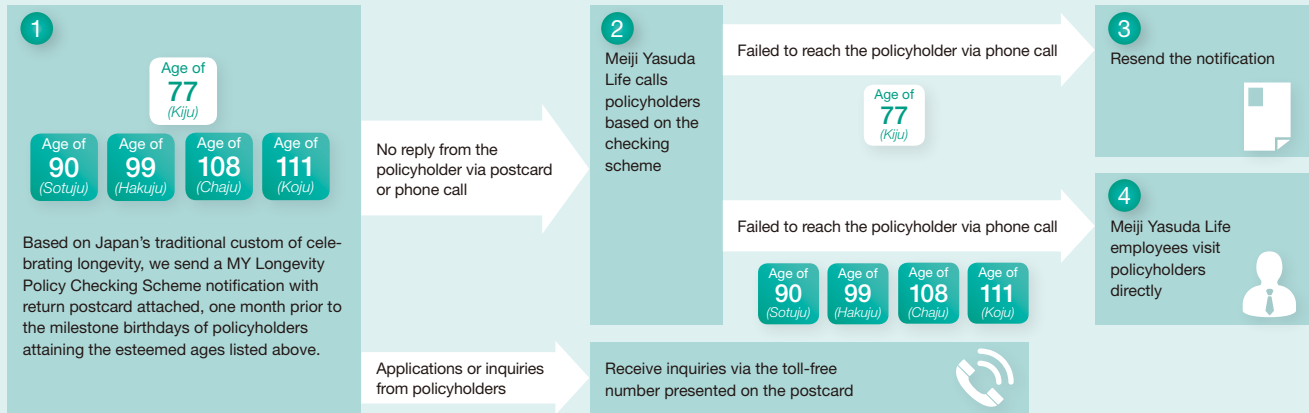 1
Age of
77
(Kiju)
Age of
90
(Sotuju)
Age of
99
(Hakuju)
Age of
108
(Chaju)
Age of
111
(Koju)
Based on Japan's traditional custom of cele-
brating longevity, we send a MY Longevity
Policy Checking Scheme notification with
return postcard attached, one month prior to
the milestone birthdays of policyholders
attaining the esteemed ages listed above.
No reply from the
policyholder via postcard
or phone call
Applications or inquiries
from policyholders
2
Meiji Yasuda
Life calls
policyholders
based on the
checking
scheme
Failed to reach the policyholder via phone call
Age of
77
(Kiju)
Failed to reach the policyholder via phone call
Age of
90
(Sotuju)
Age of
99
(Hakuju)
Age of
108
(Chaju)
Age of
111
(Koju)
Receive inquiries via the toll-free
number presented on the postcard
3
Resend the notification
4
Meiji Yasuda Life
employees visit
policyholders
directly